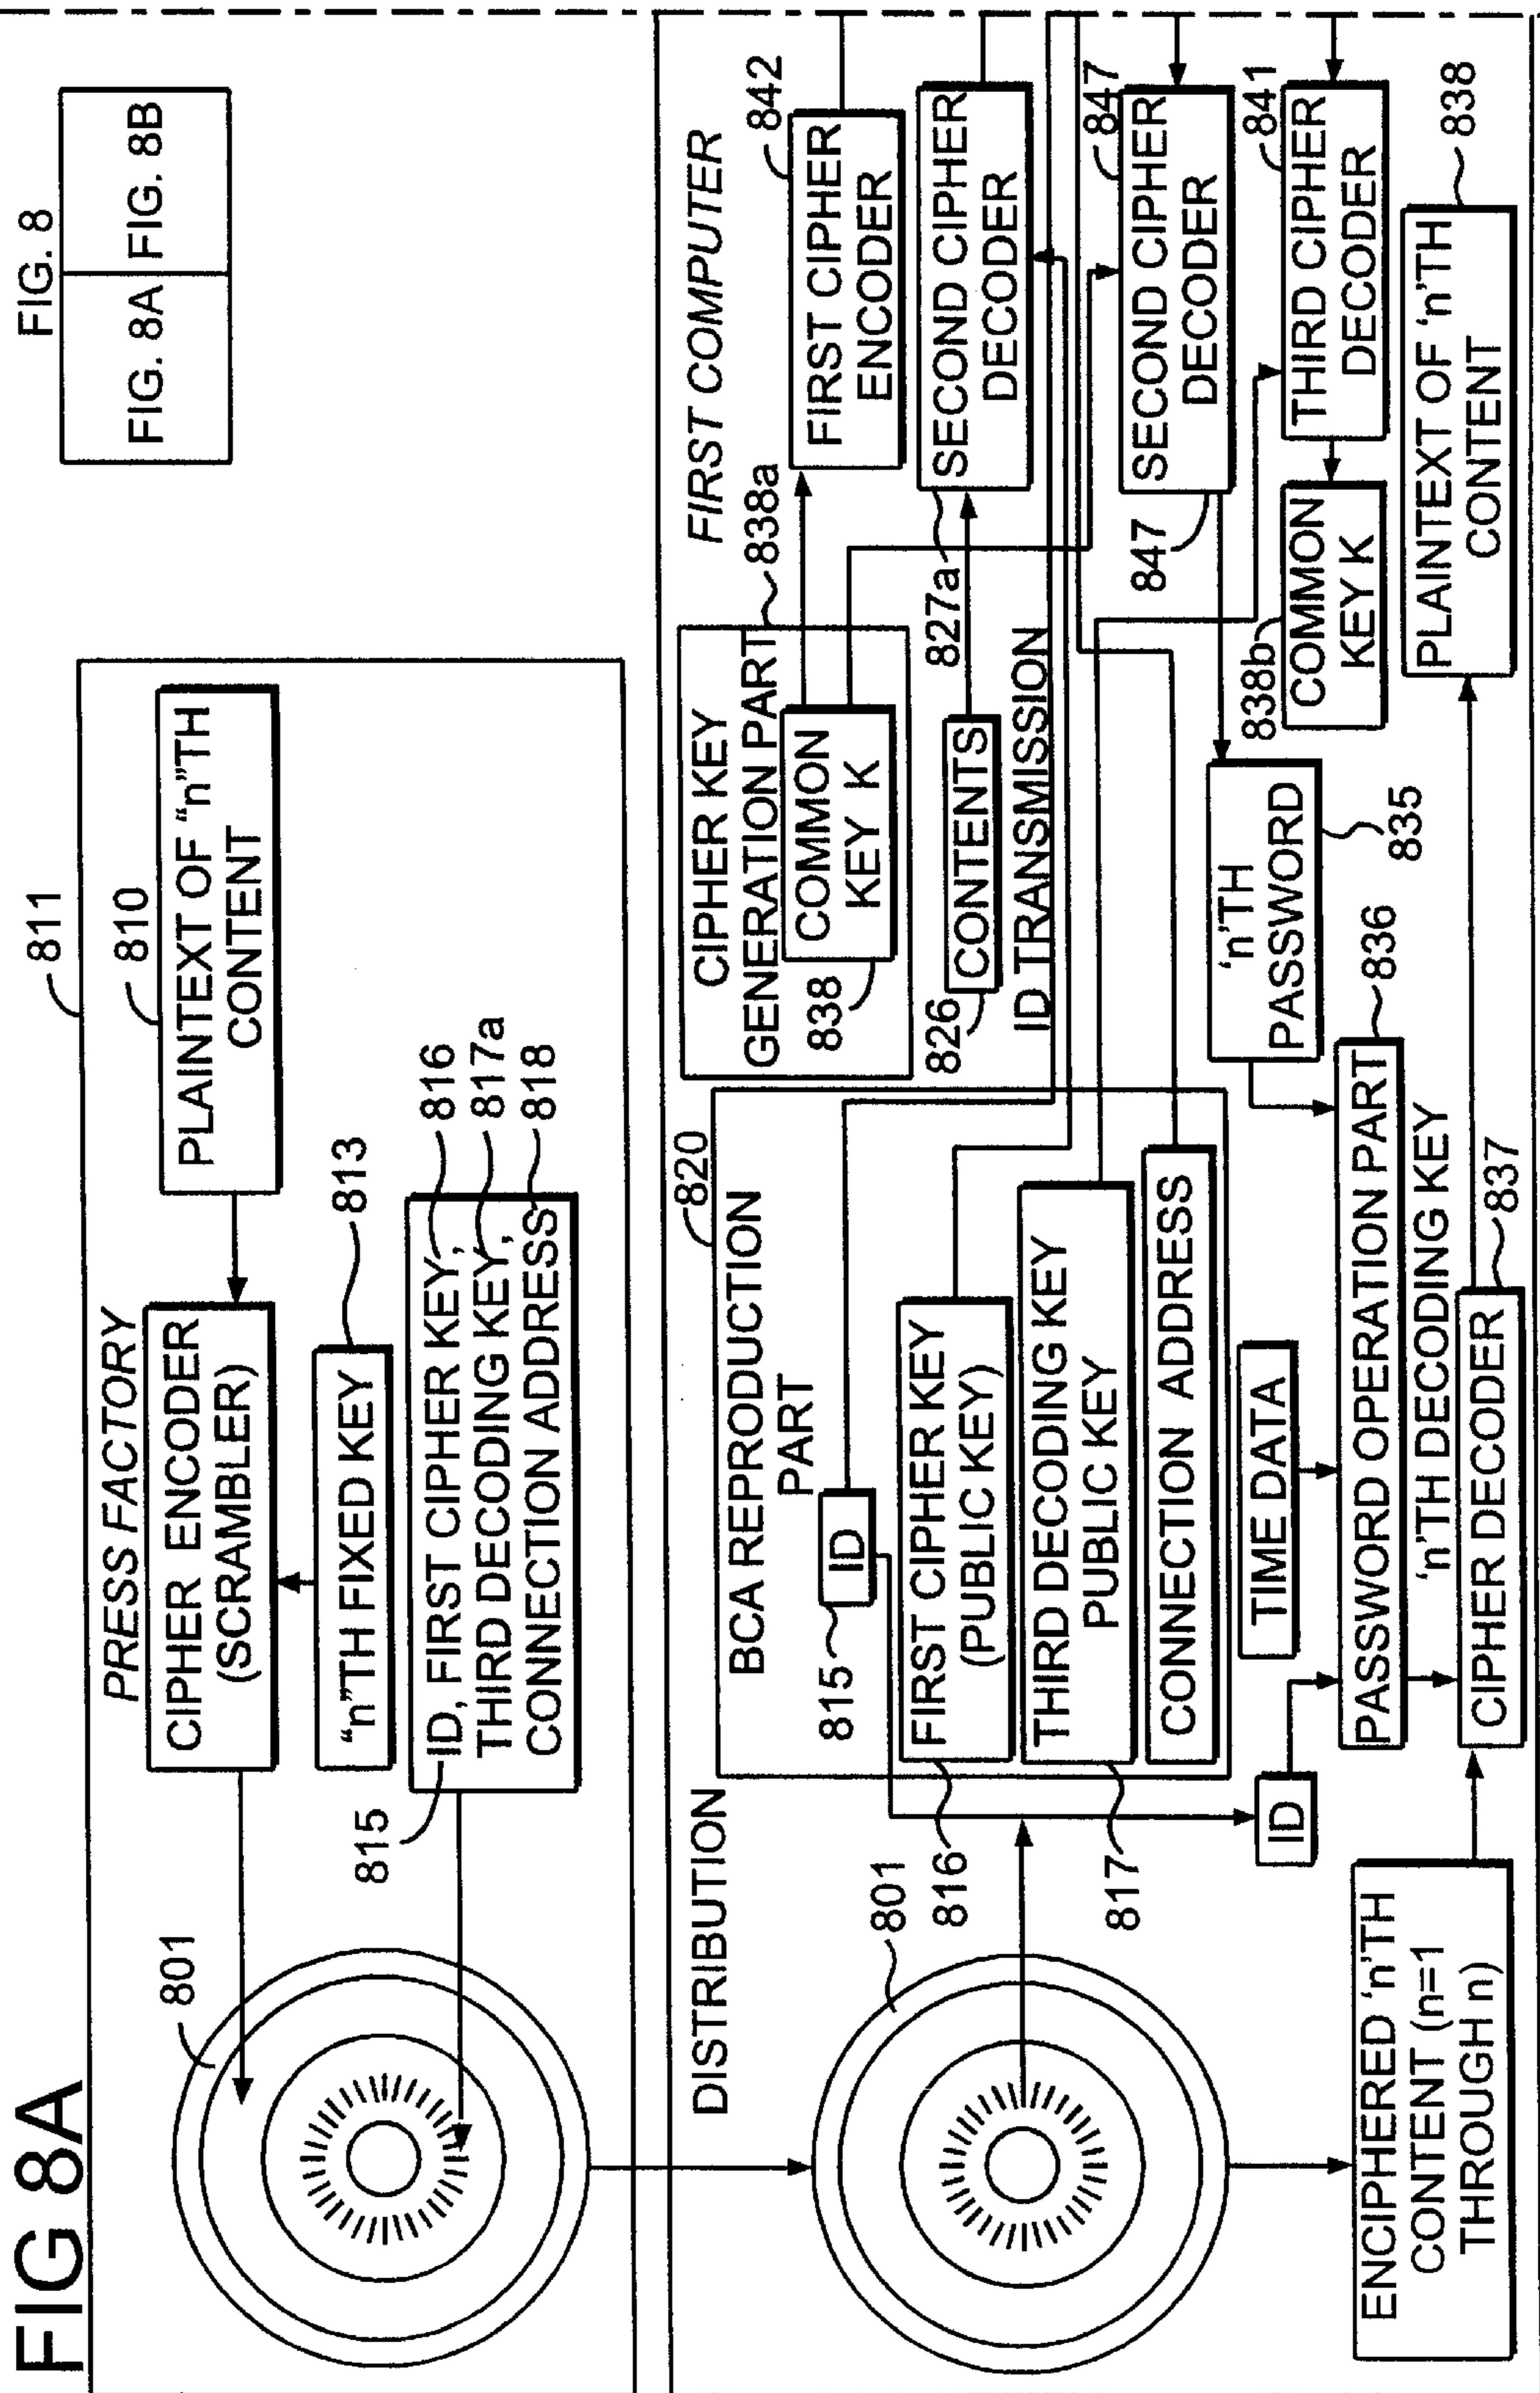 FIG 8A
FIG. 8
FIG. 8A
FIG. 8B
811
PRESS FACTORY
801
810
PLAINTEXT OF "n"TH
CONTENT
CIPHER ENCODER
(SCRAMBLER)
"n"TH FIXED KEY
813
815
ID, FIRST CIPHER KEY,
THIRD DECODING KEY,
CONNECTION ADDRESS
816
817a
818
DISTRIBUTION
801
820
BCA REPRODUCTION
PART
815
ID
FIRST CIPHER KEY
(PUBLIC KEY)
816
THIRD DECODING KEY
PUBLIC KEY
817
CONNECTION ADDRESS
FIRST COMPUTER
CIPHER KEY
GENERATION PART
838a
COMMON
KEY K
838
842
FIRST CIPHER
ENCODER
826
CONTENTS
827a
SECOND CIPHER
DECODER
ID TRANSMISSION
847
SECOND CIPHER
DECODER
847
841
THIRD CIPHER
DECODER
838b
COMMON
KEY K
'n'TH
PASSWORD
835
ID
TIME DATA
PASSWORD OPERATION PART
836
'n'TH DECODING KEY
ENCIPHERED 'n'TH
CONTENT (n=1
THROUGH n)
CIPHER DECODER
837
PLAINTEXT OF 'n'TH
CONTENT
838